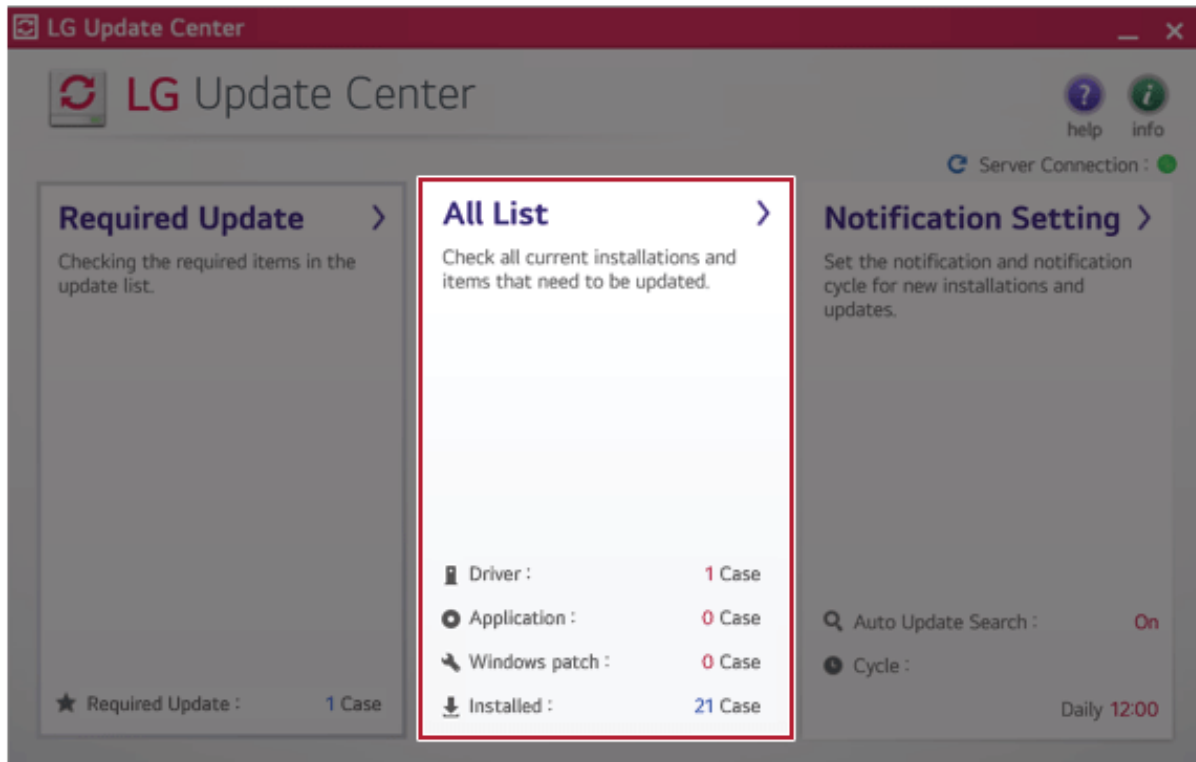 LG Update Center
LG Update Center
help
info
Server Connection :
Required Update
Checking the required items in the
update list.
Required Update : 1 Case
All List
Check all current installations and
items that need to be updated.
Driver : 1 Case
Application : 0 Case
Windows patch : 0 Case
Installed : 21 Case
Notification Setting
Set the notification and notification
cycle for new installations and
updates.
Auto Update Search : On
Cycle :
Daily 12:00